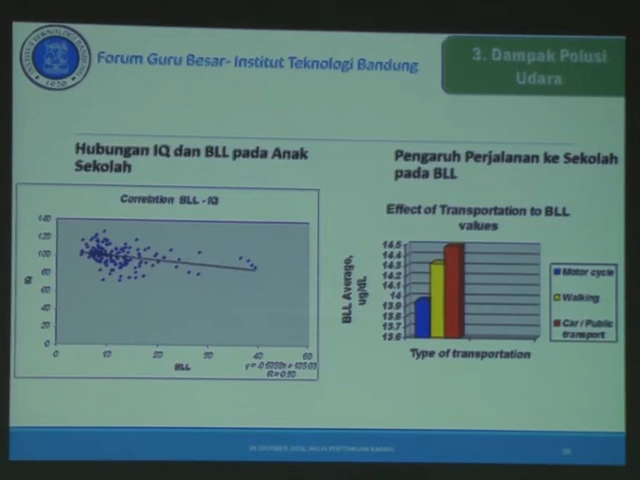 Forum Guru Besar- Institut Teknologi Bandung
3. Dampak Polusi
Udara
Hubungan IQ dan BLL pada Anak
Sekolah
Correlation BLL - IQ
140
120
100
80
60
40
20
0
IQ
0
10
20
30
40
BLL
Pengaruh Perjalanan ke Sekolah
pada BLL
Effect of Transportation to BLL
values
BLL Average,
ug/dL
16.5
14.4
14.3
14.2
14.1
14
13.9
13.8
13.7
13.6
Type of transportation
Motor cycle
Walking
Car / Public
transport